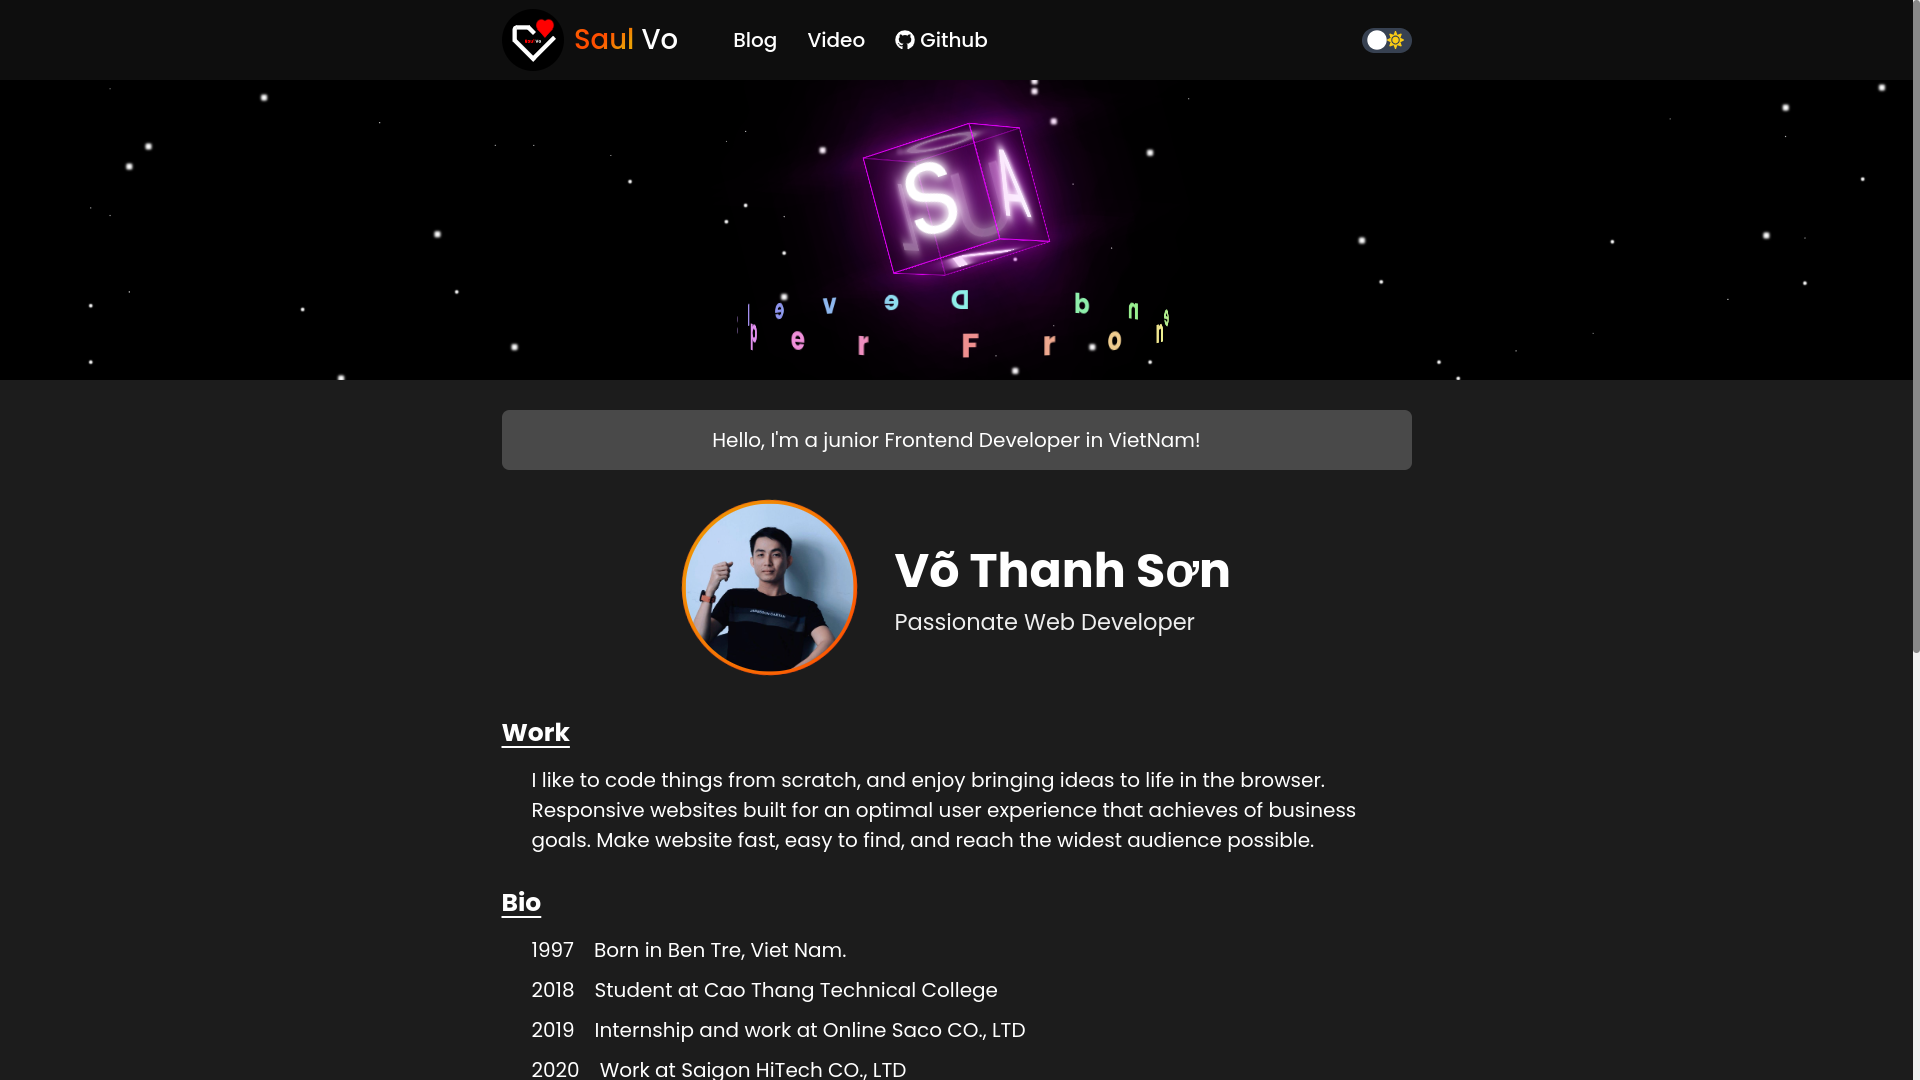 Saul Vo
Blog
Video
Github
S A U
l e v e D b n e
p e r F r o n
Hello, I'm a junior Frontend Developer in VietNam!
Võ Thanh Sơn
Passionate Web Developer
Work
I like to code things from scratch, and enjoy bringing ideas to life in the browser.
Responsive websites built for an optimal user experience that achieves of business
goals. Make website fast, easy to find, and reach the widest audience possible.
Bio
1997 Born in Ben Tre, Viet Nam.
2018 Student at Cao Thang Technical College
2019 Internship and work at Online Saco CO., LTD
2020 Work at Saigon HiTech CO., LTD